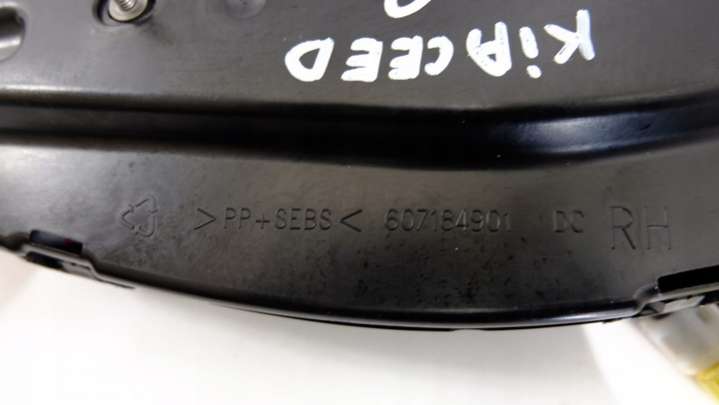 KiA CEED
>PP+SEBS< 607184901 DC RH